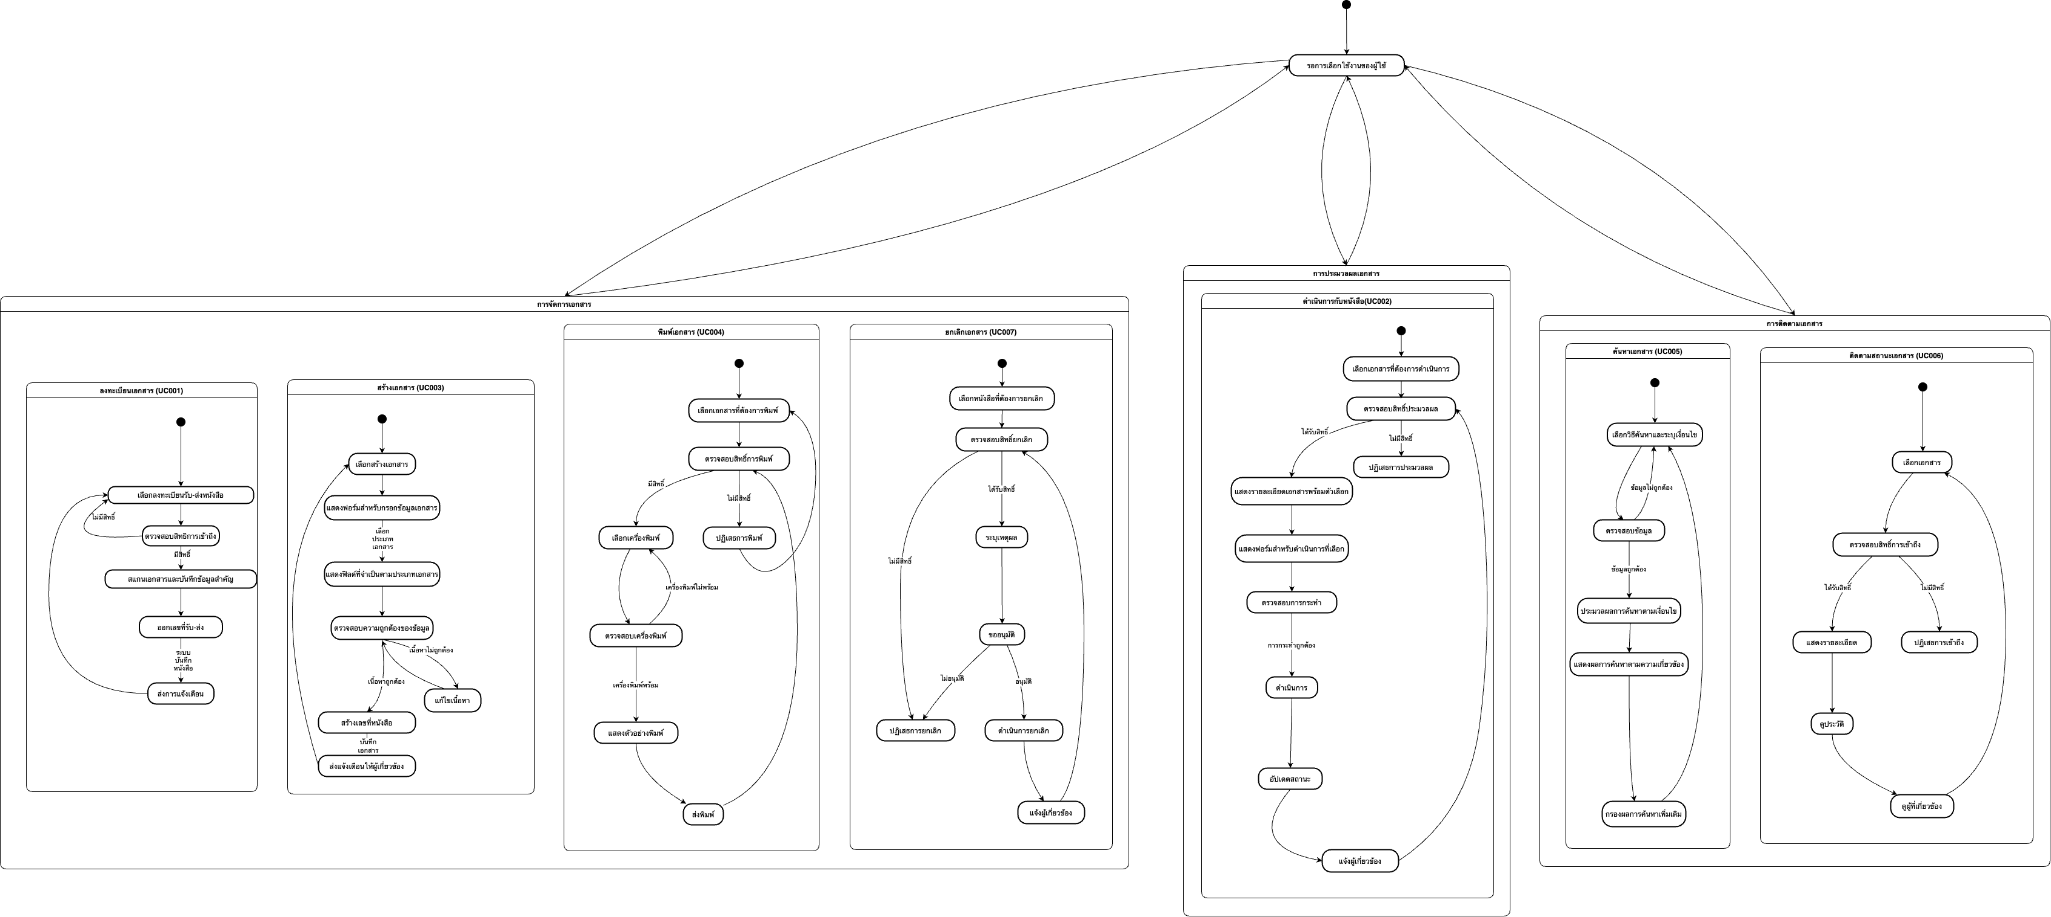 รอการเลือกใช้งานของผู้ใช้
การจัดการเอกสาร
ลงทะเบียนเอกสาร (UC001)
เลือกลงทะเบียนรับ-ส่งหนังสือ
ไม่มีสิทธิ์
ตรวจสอบสิทธิการเข้าถึง
มีสิทธิ์
สแกนเอกสารและบันทึกข้อมูลสำคัญ
ออกเลขที่รับ-ส่ง
ระบบ
บันทึก
หนังสือ
ส่งการแจ้งเตือน
สร้างเอกสาร (UC003)
เลือกสร้างเอกสาร
แสดงฟอร์มสำหรับกรอกข้อมูลเอกสาร
เลือก
ประเภท
เอกสาร
แสดงฟิลด์ที่จำเป็นตามประเภทเอกสาร
ตรวจสอบความถูกต้องของข้อมูล
เนื้อหาไม่ถูกต้อง
เนื้อหาถูกต้อง
แก้ไขเนื้อหา
สร้างเลขที่หนังสือ
บันทึก
เอกสาร
ส่งแจ้งเตือนให้ผู้เกี่ยวข้อง
พิมพ์เอกสาร (UC004)
เลือกเอกสารที่ต้องการพิมพ์
ตรวจสอบสิทธิ์การพิมพ์
มีสิทธิ์
ไม่มีสิทธิ์
เลือกเครื่องพิมพ์
ปฏิเสธการพิมพ์
เครื่องพิมพ์ไม่พร้อม
ตรวจสอบเครื่องพิมพ์
เครื่องพิมพ์พร้อม
แสดงตัวอย่างพิมพ์
ส่งพิมพ์
ยกเลิกเอกสาร (UC007)
เลือกหนังสือที่ต้องการยกเลิก
ตรวจสอบสิทธิ์ยกเลิก
ได้รับสิทธิ์
ระบุเหตุผล
ไม่มีสิทธิ์
ขออนุมัติ
ไม่อนุมัติ
อนุมัติ
ปฏิเสธการยกเลิก
ดำเนินการยกเลิก
แจ้งผู้เกี่ยวข้อง
การประมวลผลเอกสาร
ดำเนินการกับหนังสือ(UC002)
เลือกเอกสารที่ต้องการดำเนินการ
ตรวจสอบสิทธิ์ประมวลผล
ได้รับสิทธิ์
ไม่มีสิทธิ์
ปฏิเสธการประมวลผล
แสดงรายละเอียดเอกสารพร้อมตัวเลือก
แสดงฟอร์มสำหรับดำเนินการที่เลือก
ตรวจสอบการกระทำ
การกระทำถูกต้อง
ดำเนินการ
อัปเดตสถานะ
แจ้งผู้เกี่ยวข้อง
การติดตามเอกสาร
ค้นหาเอกสาร (UC005)
เลือกวิธีค้นหาและระบุเงื่อนไข
ข้อมูลไม่ถูกต้อง
ตรวจสอบข้อมูล
ข้อมูลถูกต้อง
ประมวลผลการค้นหาตามเงื่อนไข
แสดงผลการค้นหาตามความเกี่ยวข้อง
กรองผลการค้นหาเพิ่มเติม
ติดตามสถานะเอกสาร (UC006)
เลือกเอกสาร
ตรวจสอบสิทธิ์การเข้าถึง
ได้รับสิทธิ์
ไม่มีสิทธิ์
แสดงรายละเอียด
ปฏิเสธการเข้าถึง
ดูประวัติ
ดูผู้ที่เกี่ยวข้อง